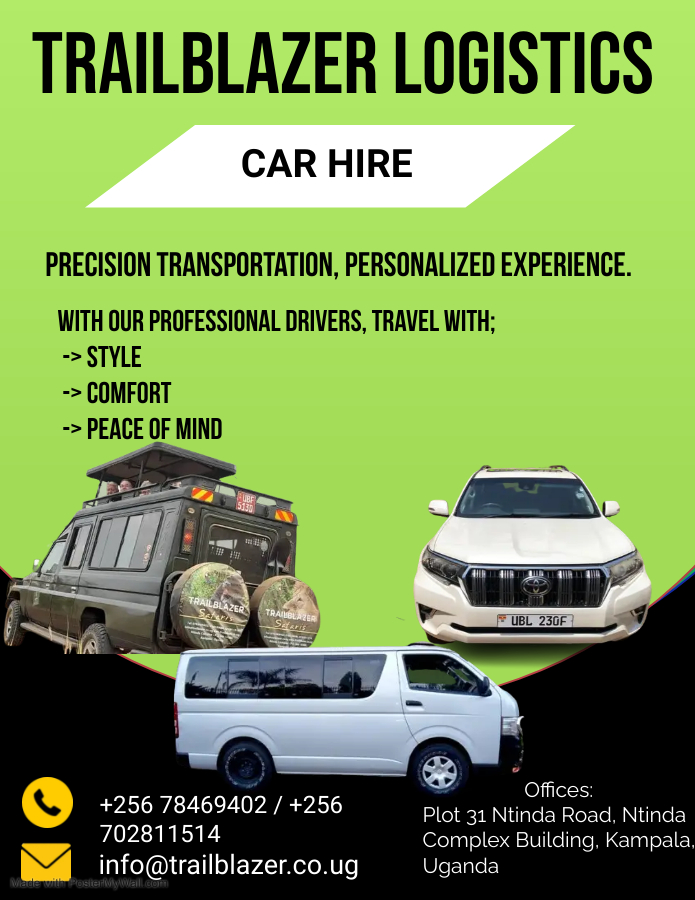 TRAILBLAZER LOGISTICS
CAR HIRE
PRECISION TRANSPORTATION, PERSONALIZED EXPERIENCE.
WITH OUR PROFESSIONAL DRIVERS, TRAVEL WITH;
-> STYLE
-> COMFORT
-> PEACE OF MIND
UBF
513D
TRAILBLAZER
Safaris
TRAILBLAZER
Safaris
UBL 230F
+256 78469402 / +256
702811514
info@trailblazer.co.ug
Offices:
Plot 31 Ntinda Road, Ntinda
Complex Building, Kampala,
Uganda
Made with PosterMyWall.com